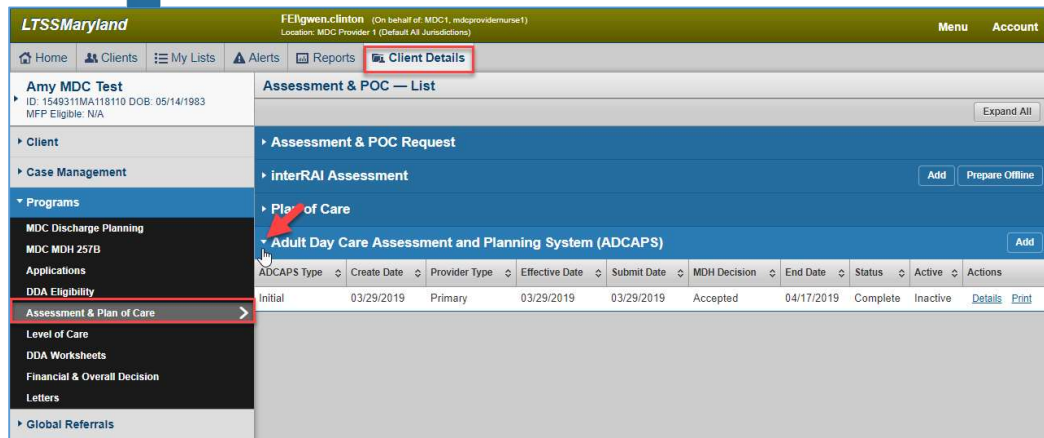 LTSSMaryland
FEI\gwen.clinton (On behalf of: MDC1, mdcprovidernurse1)
Location: MDC Provider 1 (Default All Jurisdictions)
Menu Account
Home Clients My Lists Alerts Reports Client Details
Amy MDC Test
ID: 1549311MA118110 DOB: 05/14/1983
MFP Eligible: N/A
Client
Case Management
Programs
MDC Discharge Planning
MDC MDH 257B
Applications
DDA Eligibility
Assessment & Plan of Care
Level of Care
DDA Worksheets
Financial & Overall Decision
Letters
Global Referrals
Assessment & POC — List
Expand All
Assessment & POC Request
interRAI Assessment Add Prepare Offline
Plan of Care
Adult Day Care Assessment and Planning System (ADCAPS) Add
ADCAPS Type Create Date Provider Type Effective Date Submit Date MDH Decision End Date Status Active Actions
Initial 03/29/2019 Primary 03/29/2019 03/29/2019 Accepted 04/17/2019 Complete Inactive Details Print